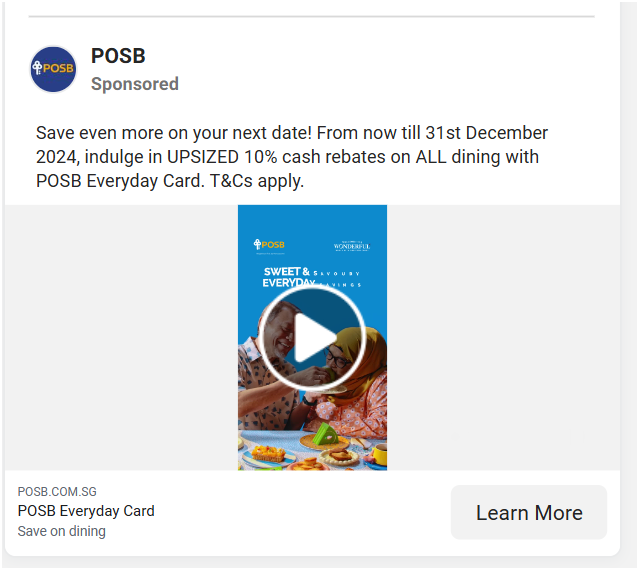 POSB
POSB
Sponsored
Save even more on your next date! From now till 31st December
2024, indulge in UPSIZED 10% cash rebates on ALL dining with
POSB Everyday Card. T&Cs apply.
POSB
WONDERFUL
SWEET & SAVOURY
EVERYDAY SAVINGS
POSB.COM.SG
POSB Everyday Card
Save on dining
Learn More